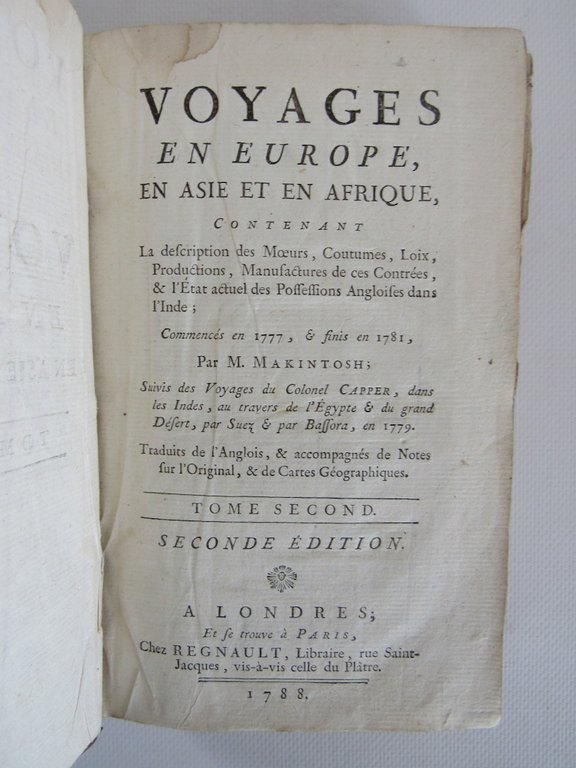 VOYAGES
EN EUROPE,
EN ASIE ET EN AFRIQUE,
CONTENANT
La deſcription des Mœurs, Coutumes, Loix,
Productions, Manufactures de ces Contrées,
& l'État actuel des Poſſeſſions Angloiſes dans
l'Inde;
Commencés en 1777, & finis en 1781,
Par M. MAKINTOSH;
Suivis des Voyages du Colonel CAPPER, dans
les Indes, au travers de l'Égypte & du grand
Déſert, par Suez & par Baſſora, en 1779.
Traduits de l'Anglois, & accompagnés de Notes
ſur l'Original, & de Cartes Géographiques.
TOME SECOND.
SECONDE ÉDITION.
A LONDRES;
Et ſe trouve à PARIS,
Chez REGNAULT, Libraire, rue Saint-
Jacques, vis-à-vis celle du Plâtre.
1788.